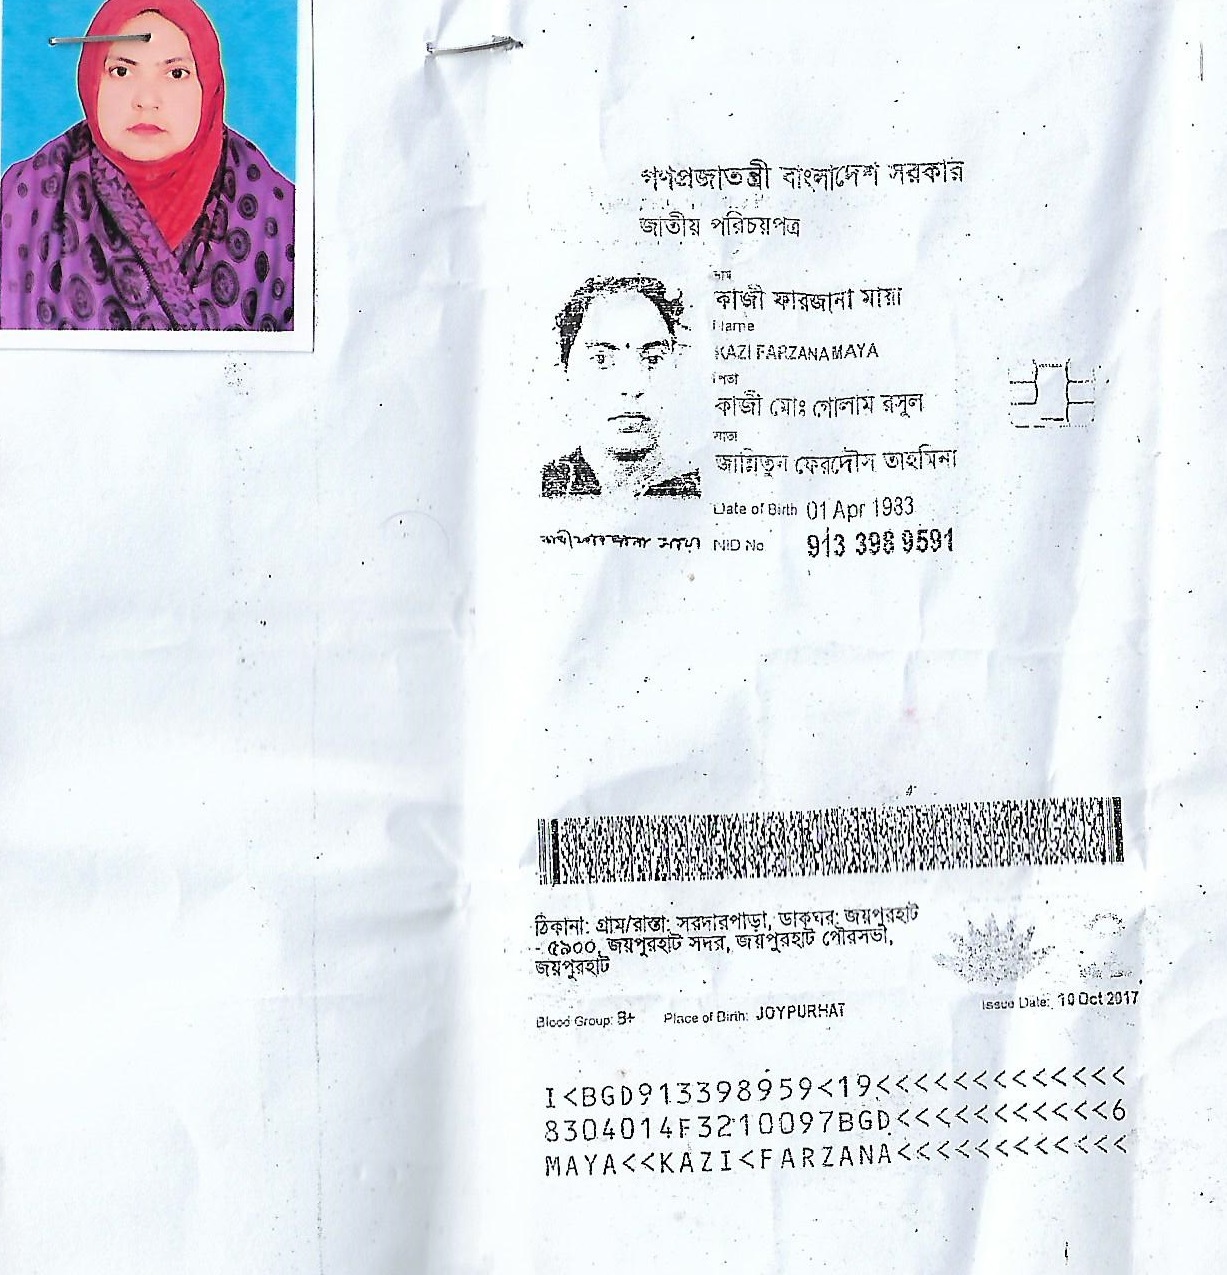 গণপ্রজাতন্ত্রী বাংলাদেশ সরকার
জাতীয় পরিচয়পত্র
নাম
কাজী ফারজানা মায়া
Name
KAZI FARZANA MAYA
পিতা
কাজী মোঃ গোলাম রসুল
মাতা
জান্নিতুন ফেরদৌস তাহমিনা
Date of Birth 01 Apr 1983
কাজী ফারজানা মায়া NID No 913 398 9591
ঠিকানা: গ্রাম/রাস্তা: সরদারপাড়া, ডাকঘর: জয়পুরহাট
- ৫৯০০, জয়পুরহাট সদর, জয়পুরহাট পৌরসভা,
জয়পুরহাট
Blood Group: B+ Place of Birth: JOYPURHAT Issue Date: 10 Oct 2017
I<BGD913398959<19<<<<<<<<<<<<<
8304014F3210097BGD<<<<<<<<<<<6
MAYA<<KAZI<FARZANA<<<<<<<<<<<<